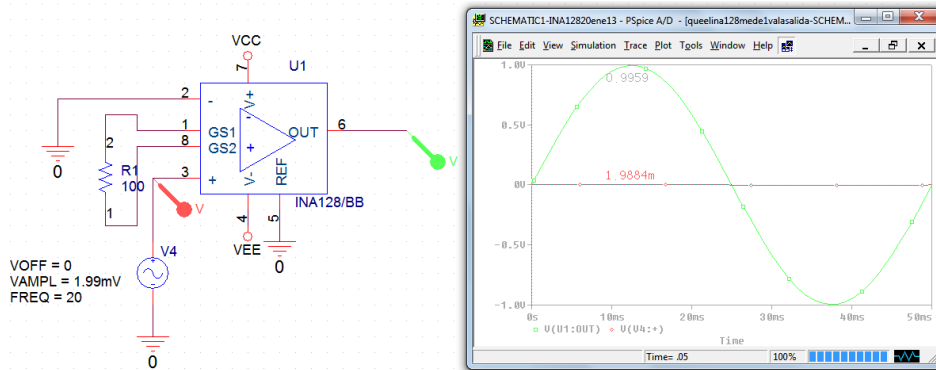 VCC
U1
7
V+
2
-
1
GS1
-
OUT
6
8
GS2
+
3
+
V-
REF
INA128/BB
2
R1
100
1
0
V
V
4
5
VEE
0
V4
VOFF = 0
VAMPL = 1.99mV
FREQ = 20
0
SCHEMATIC1-INA12820ene13 - PSpice A/D - [queelina128mede1valasalida-SCHEM...
File Edit View Simulation Trace Plot Tools Window Help
1.0V
0.9959
0.5V
0V
1.9884m
-0.5V
-1.0V
0s 10ms 20ms 30ms 40ms 50ms
V(U1:OUT) V(V4:+)
Time
Time= .05 100%